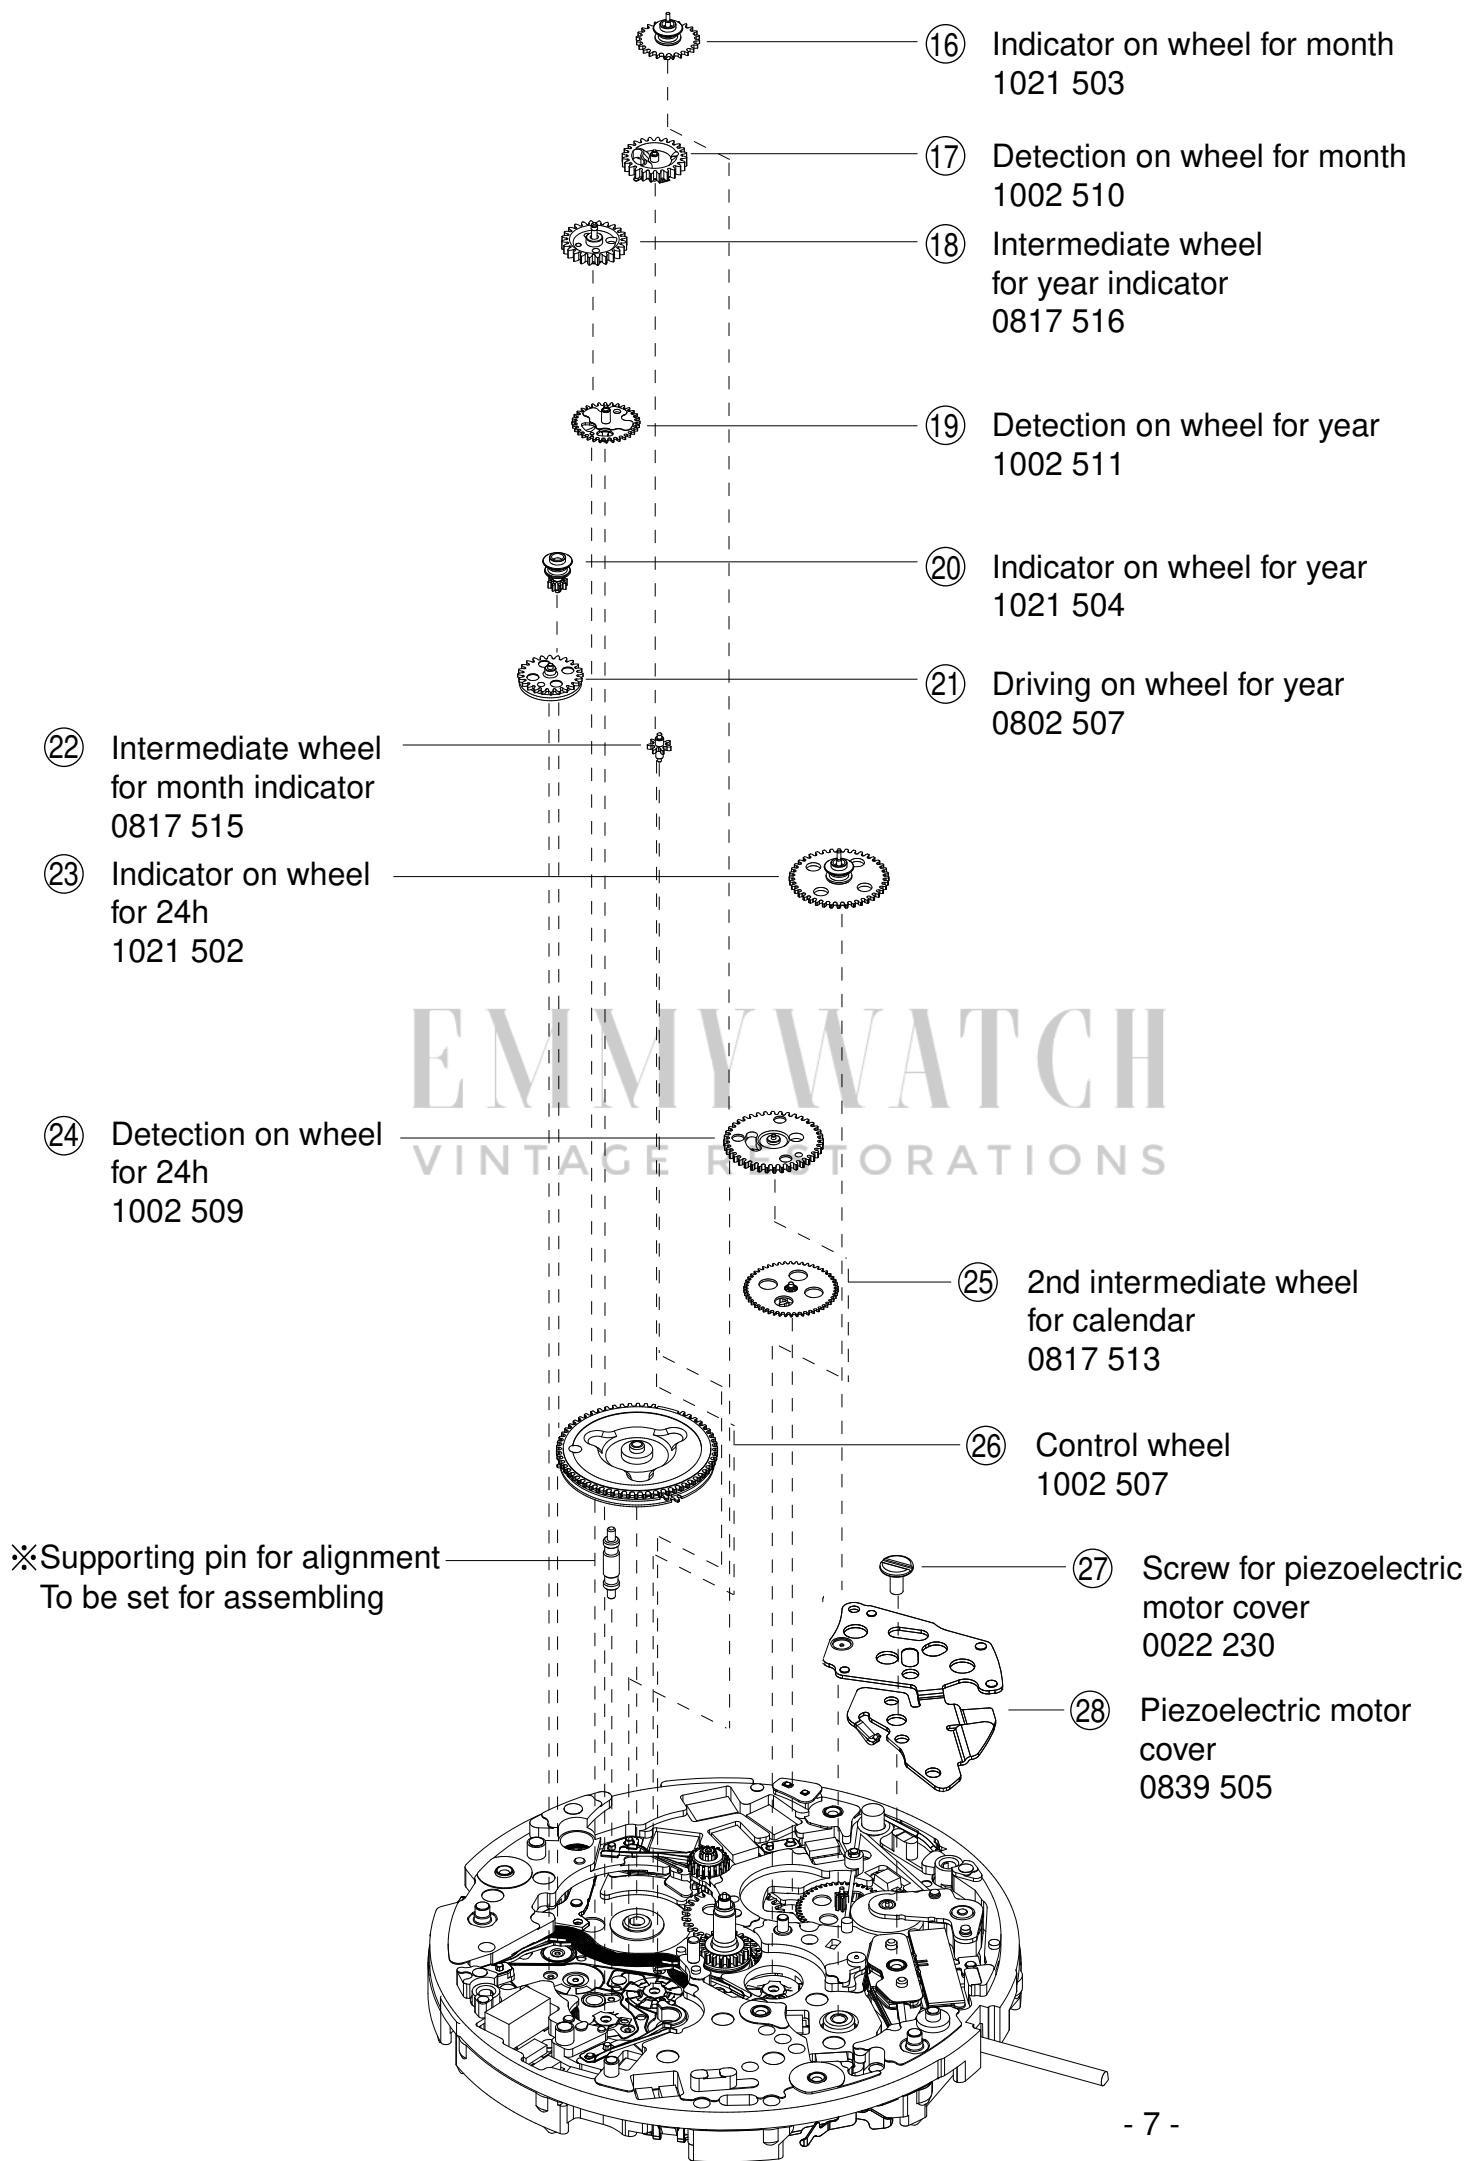 ⑯ Indicator on wheel for month
1021 503
⑰ Detection on wheel for month
1002 510
⑱ Intermediate wheel
for year indicator
0817 516
⑲ Detection on wheel for year
1002 511
⑳ Indicator on wheel for year
1021 504
㉑ Driving on wheel for year
0802 507
㉒ Intermediate wheel
for month indicator
0817 515
㉓ Indicator on wheel
for 24h
1021 502
EMMYWATCH
VINTAGE RESTORATIONS
㉔ Detection on wheel
for 24h
1002 509
㉕ 2nd intermediate wheel
for calendar
0817 513
㉖ Control wheel
1002 507
※Supporting pin for alignment
To be set for assembling
㉗ Screw for piezoelectric
motor cover
0022 230
㉘ Piezoelectric motor
cover
0839 505
- 7 -